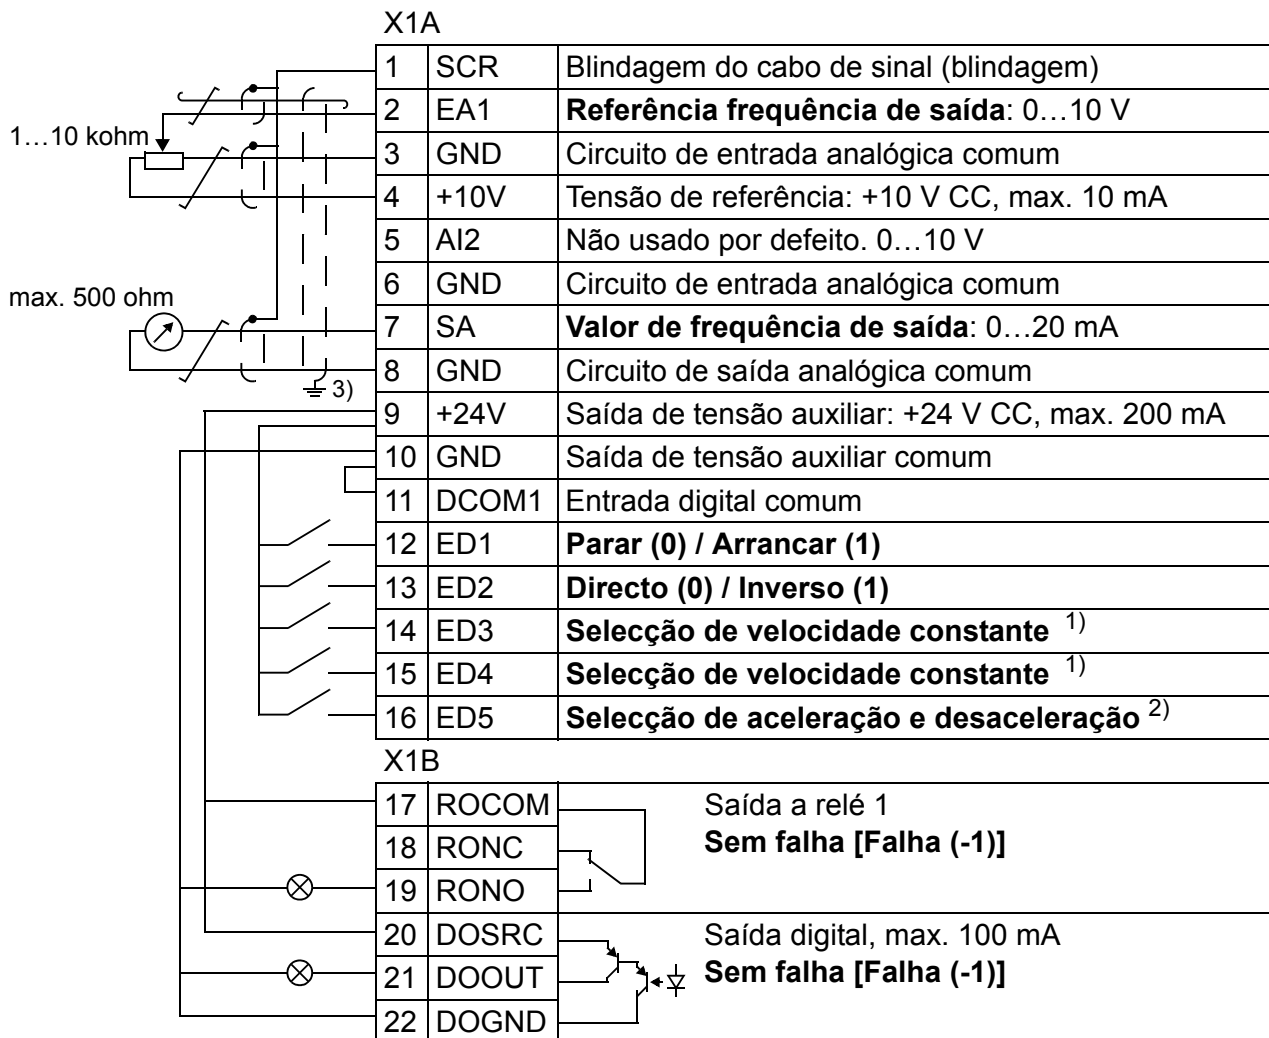 X1A
1 SCR Blindagem do cabo de sinal (blindagem)
2 EA1 Referência frequência de saída: 0…10 V
1…10 kohm
3 GND Circuito de entrada analógica comum
4 +10V Tensão de referência: +10 V CC, max. 10 mA
5 AI2 Não usado por defeito. 0…10 V
6 GND Circuito de entrada analógica comum
max. 500 ohm
7 SA Valor de frequência de saída: 0…20 mA
8 GND Circuito de saída analógica comum
3)
9 +24V Saída de tensão auxiliar: +24 V CC, max. 200 mA
10 GND Saída de tensão auxiliar comum
11 DCOM1 Entrada digital comum
12 ED1 Parar (0) / Arrancar (1)
13 ED2 Directo (0) / Inverso (1)
14 ED3 Selecção de velocidade constante 1)
15 ED4 Selecção de velocidade constante 1)
16 ED5 Selecção de aceleração e desaceleração 2)
X1B
17 ROCOM Saída a relé 1
18 RONC Sem falha [Falha (-1)]
19 RONO
20 DOSRC Saída digital, max. 100 mA
21 DOOUT Sem falha [Falha (-1)]
22 DOGND